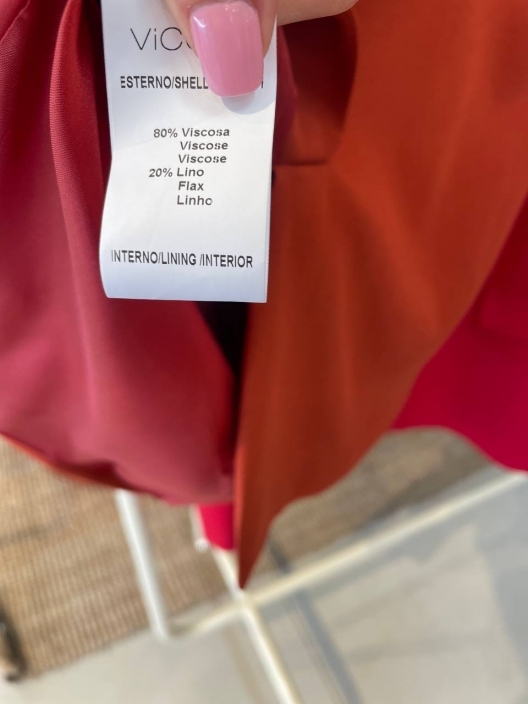 ESTERNO/SHELL
80% Viscosa
Viscose
Viscose
20% Lino
Flax
Linho
INTERNO/LINING /INTERIOR